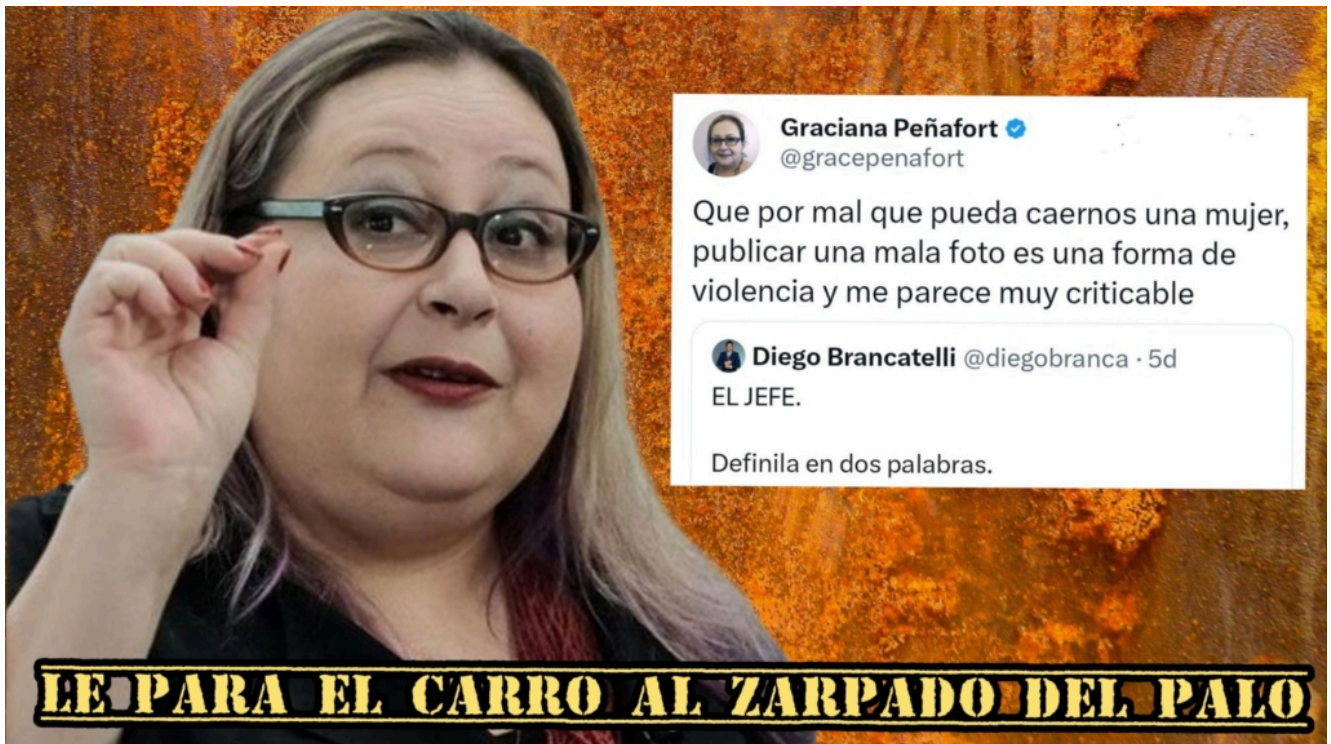 Graciana Peñafort
@gracepenafort
Que por mal que pueda caernos una mujer,
publicar una mala foto es una forma de
violencia y me parece muy criticable
Diego Brancatelli @diegobranca · 5d
EL JEFE.
Definila en dos palabras.
LE PARA EL CARRO AL ZARPADO DEL PALO